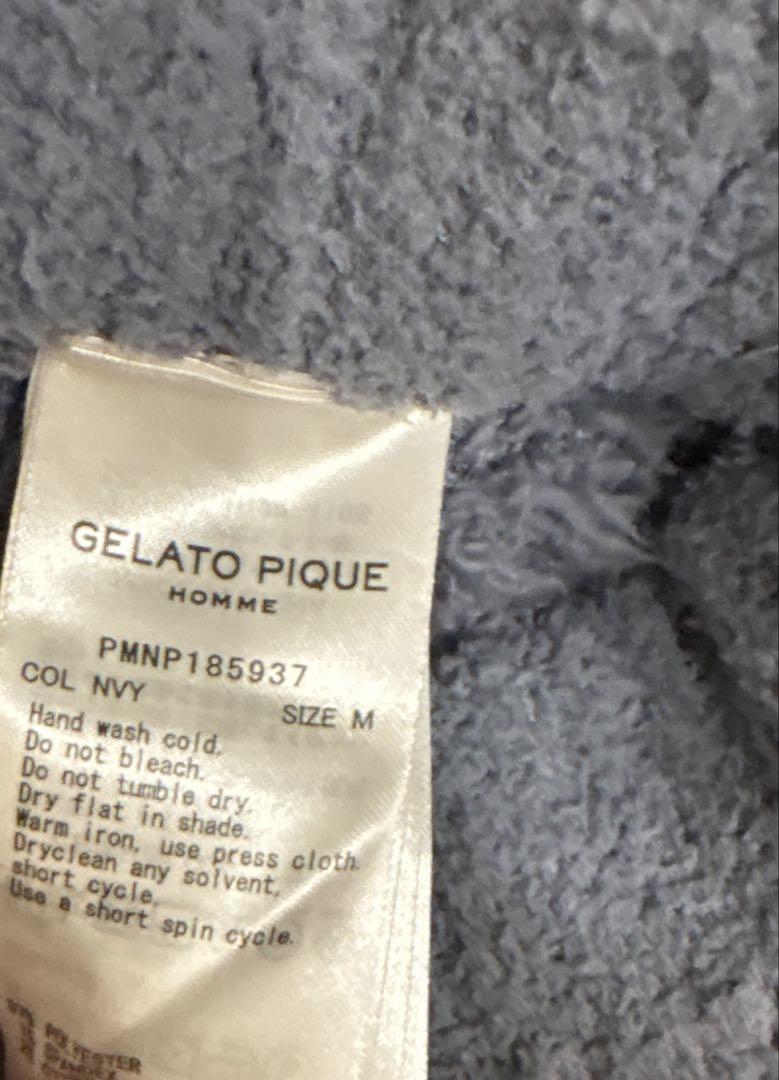 GELATO PIQUE
HOMME
PMNP185937
COL NVY
SIZE M
Hand wash cold.
Do not bleach.
Do not tumble dry.
Dry flat in shade.
Warm iron, use press cloth.
Dryclean any solvent,
short cycle.
Use a short spin cycle.
POLYESTER